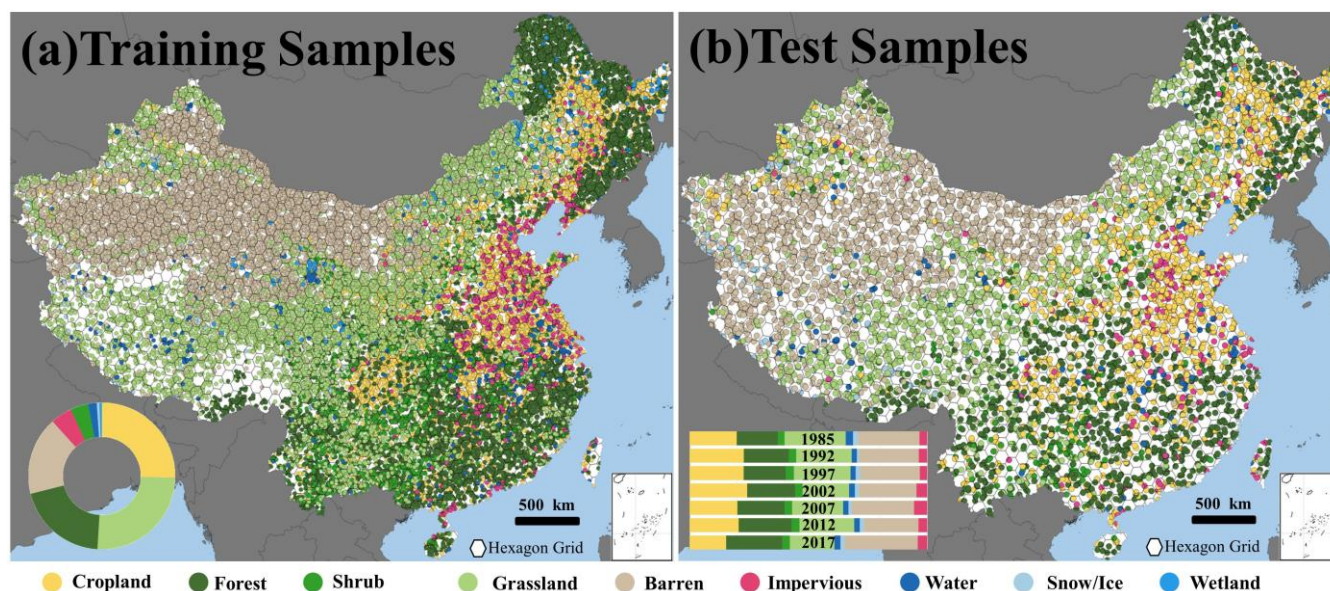 (a)Training Samples
500 km
Hexagon Grid
(b)Test Samples
1985
1992
1997
2002
2007
2012
2017
500 km
Hexagon Grid
Cropland Forest Shrub Grassland Barren Impervious Water Snow/Ice Wetland